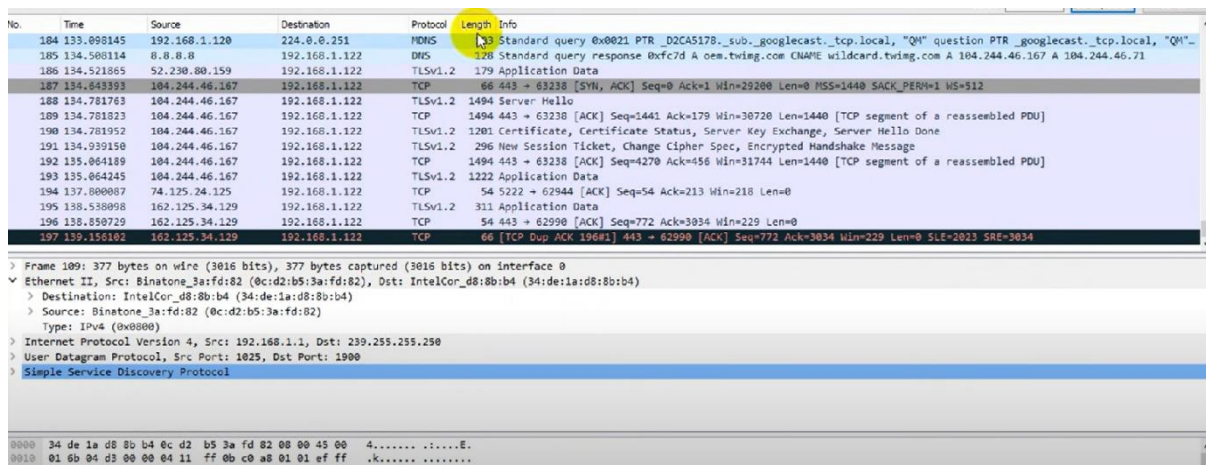 No. Time Source Destination Protocol Length Info
184 133.098145 192.168.1.120 224.0.0.251 MDNS 93 Standard query 0x0021 PTR _D2CA5178._sub._googlecast._tcp.local, "QM" question PTR _googlecast._tcp.local, "QM"…
185 134.508114 8.8.8.8 192.168.1.122 DNS 128 Standard query response 0xfc7d A oem.twimg.com CNAME wildcard.twimg.com A 104.244.46.167 A 104.244.46.71
186 134.521865 52.230.80.159 192.168.1.122 TLSv1.2 179 Application Data
187 134.643393 104.244.46.167 192.168.1.122 TCP 66 443 → 63238 [SYN, ACK] Seq=0 Ack=1 Win=29200 Len=0 MSS=1440 SACK_PERM=1 WS=512
188 134.781763 104.244.46.167 192.168.1.122 TLSv1.2 1494 Server Hello
189 134.781823 104.244.46.167 192.168.1.122 TCP 1494 443 → 63238 [ACK] Seq=1441 Ack=179 Win=30720 Len=1440 [TCP segment of a reassembled PDU]
190 134.781952 104.244.46.167 192.168.1.122 TLSv1.2 1201 Certificate, Certificate Status, Server Key Exchange, Server Hello Done
191 134.939150 104.244.46.167 192.168.1.122 TLSv1.2 296 New Session Ticket, Change Cipher Spec, Encrypted Handshake Message
192 135.064189 104.244.46.167 192.168.1.122 TCP 1494 443 → 63238 [ACK] Seq=4270 Ack=456 Win=31744 Len=1440 [TCP segment of a reassembled PDU]
193 135.064245 104.244.46.167 192.168.1.122 TLSv1.2 1222 Application Data
194 137.800087 74.125.24.125 192.168.1.122 TCP 54 5222 → 62944 [ACK] Seq=54 Ack=213 Win=218 Len=0
195 138.538098 162.125.34.129 192.168.1.122 TLSv1.2 311 Application Data
196 138.850729 162.125.34.129 192.168.1.122 TCP 54 443 → 62990 [ACK] Seq=772 Ack=3034 Win=229 Len=0
197 139.156102 162.125.34.129 192.168.1.122 TCP 66 [TCP Dup ACK 196#1] 443 → 62990 [ACK] Seq=772 Ack=3034 Win=229 Len=0 SLE=2023 SRE=3034
Frame 109: 377 bytes on wire (3016 bits), 377 bytes captured (3016 bits) on interface 0
Ethernet II, Src: Binatone_3a:fd:82 (0c:d2:b5:3a:fd:82), Dst: IntelCor_d8:8b:b4 (34:de:1a:d8:8b:b4)
Destination: IntelCor_d8:8b:b4 (34:de:1a:d8:8b:b4)
Source: Binatone_3a:fd:82 (0c:d2:b5:3a:fd:82)
Type: IPv4 (0x0800)
Internet Protocol Version 4, Src: 192.168.1.1, Dst: 239.255.255.250
User Datagram Protocol, Src Port: 1025, Dst Port: 1900
Simple Service Discovery Protocol
0000 34 de 1a d8 8b b4 0c d2 b5 3a fd 82 08 00 45 00 4....... .:....E.
0010 01 6b 04 d3 00 00 04 11 ff 0b c0 a8 01 01 ef ff .k...... ........